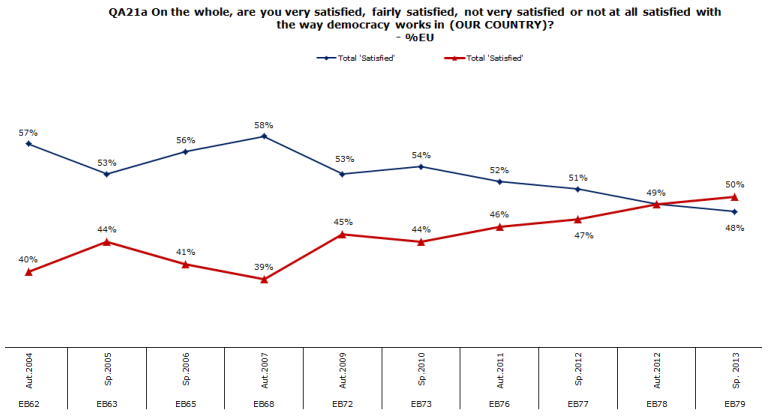 QA21a On the whole, are you very satisfied, fairly satisfied, not very satisfied or not at all satisfied with
the way democracy works in (OUR COUNTRY)?
- %EU
Total 'Satisfied' Total 'Satisfied'
57% 53% 56% 58% 53% 54% 52% 51% 49% 50%
40% 44% 41% 39% 45% 44% 46% 47% 48%
Aut.2004 Sp.2005 Sp.2006 Aut.2007 Aut.2009 Sp.2010 Aut.2011 Sp.2012 Aut.2012 Sp. 2013
EB62 EB63 EB65 EB68 EB72 EB73 EB76 EB77 EB78 EB79